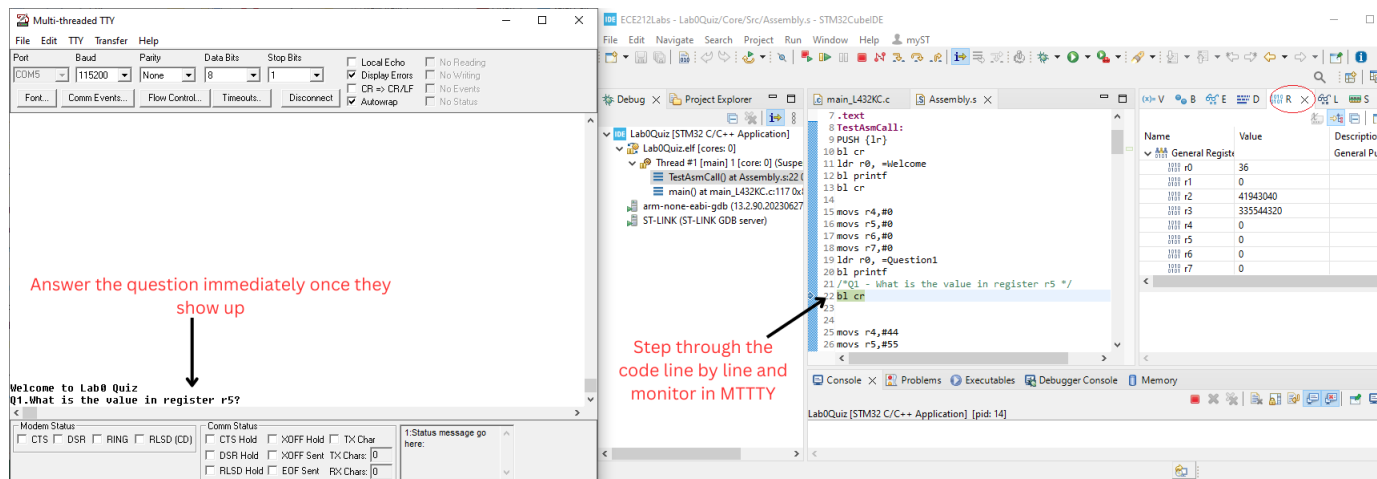 Multi-threaded TTY
File Edit TTY Transfer Help
Port Baud Parity Data Bits Stop Bits
COM5 115200 None 8 1
Local Echo
Display Errors
CR => CR/LF
Autowrap
No Reading
No Writing
No Events
No Status
Font... Comm Events... Flow Control... Timeouts.. Disconnect
Answer the question immediately once they
show up
Welcome to Lab0 Quiz
Q1.What is the value in register r5?
Modem Status
CTS DSR RING RLSD (CD)
Comm Status
CTS Hold XOFF Hold TX Char
DSR Hold XOFF Sent TX Chars: 0
RLSD Hold EOF Sent RX Chars: 0
1:Status message go
here:
IDE ECE212Labs - Lab0Quiz/Core/Src/Assembly.s - STM32CubeIDE
File Edit Navigate Search Project Run Window Help myST
Debug Project Explorer
IDE Lab0Quiz [STM32 C/C++ Application]
Lab0Quiz.elf [cores: 0]
Thread #1 [main] 1 [core: 0] (Suspe
TestAsmCall() at Assembly.s:22
main() at main_L432KC.c:117
arm-none-eabi-gdb (13.2.90.20230627
ST-LINK (ST-LINK GDB server)
Step through the
code line by line and
monitor in MTTTY
main_L432KC.c Assembly.s
7 .text
8 TestAsmCall:
9 PUSH {lr}
10 bl cr
11 ldr r0, =Welcome
12 bl printf
13 bl cr
14
15 movs r4,#0
16 movs r5,#0
17 movs r6,#0
18 movs r7,#0
19 ldr r0, =Question1
20 bl printf
21 /*Q1 - What is the value in register r5 */
22 bl cr
23
24
25 movs r4,#44
26 movs r5,#55
(x)= V B E D R L S
Name Value Descriptio
General Registe General Pu
r0 36
r1 0
r2 41943040
r3 335544320
r4 0
r5 0
r6 0
r7 0
Console Problems Executables Debugger Console Memory
Lab0Quiz [STM32 C/C++ Application] [pid: 14]